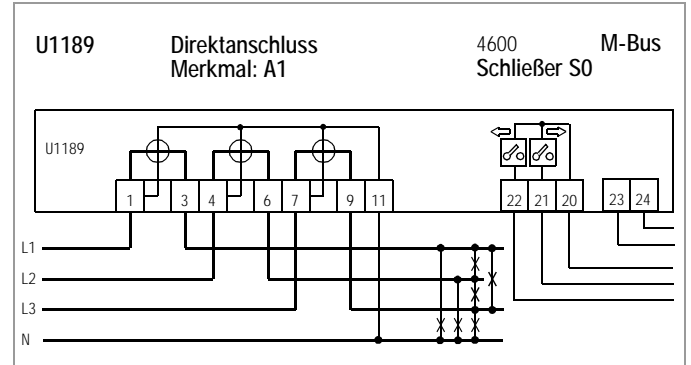 U1189 Direktanschluss 4600 M-Bus
Merkmal: A1 Schließer S0
U1189
1 3 4 6 7 9 11 22 21 20 23 24
L1
L2
L3
N